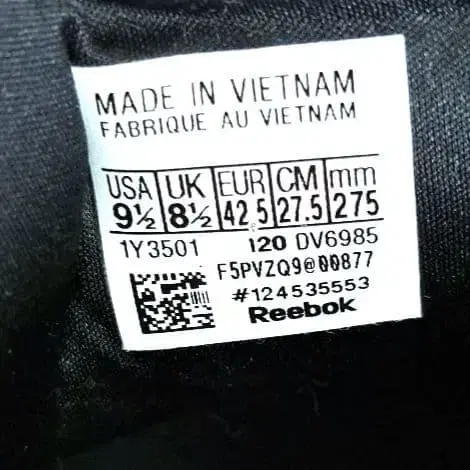 MADE IN VIETNAM
FABRIQUE AU VIETNAM
USA UK EUR CM mm
9½ 8½ 42.5 27.5 275
1Y3501 120 DV6985
F5PVZQ9@00877
#124535553
Reebok